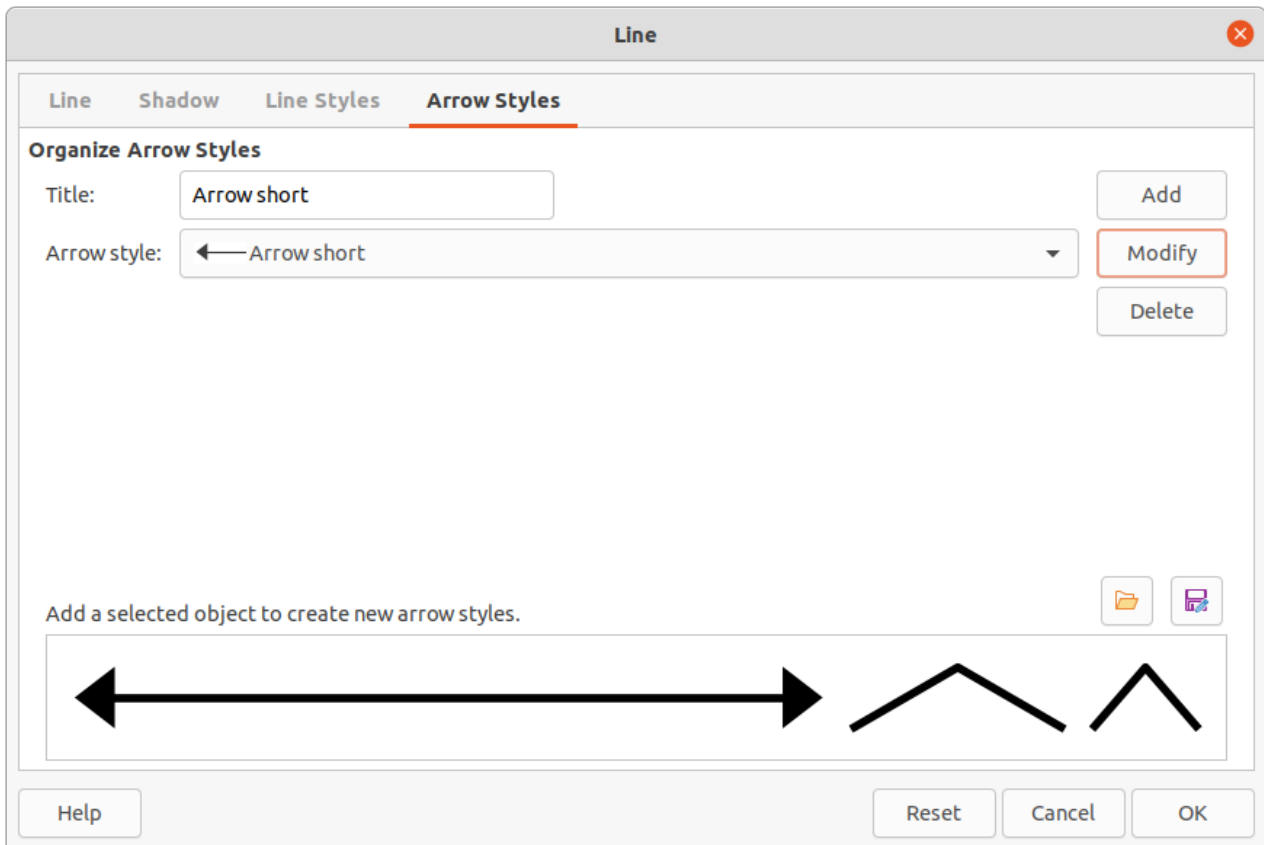 Line
Line Shadow Line Styles Arrow Styles
Organize Arrow Styles
Title: Arrow short Add
Arrow style: Arrow short Modify
Delete
Add a selected object to create new arrow styles.
Help Reset Cancel OK